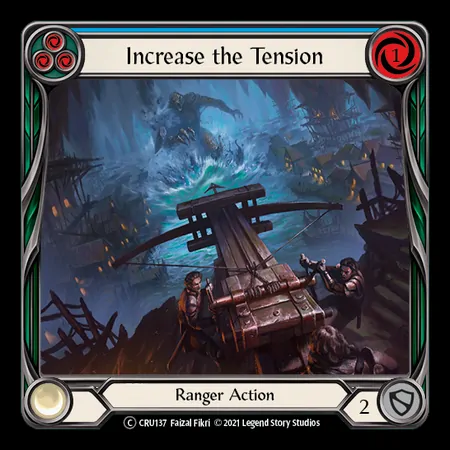 Increase the Tension
1
Ranger Action
2
C CRU137 Faizal Fikri © 2021 Legend Story Studios